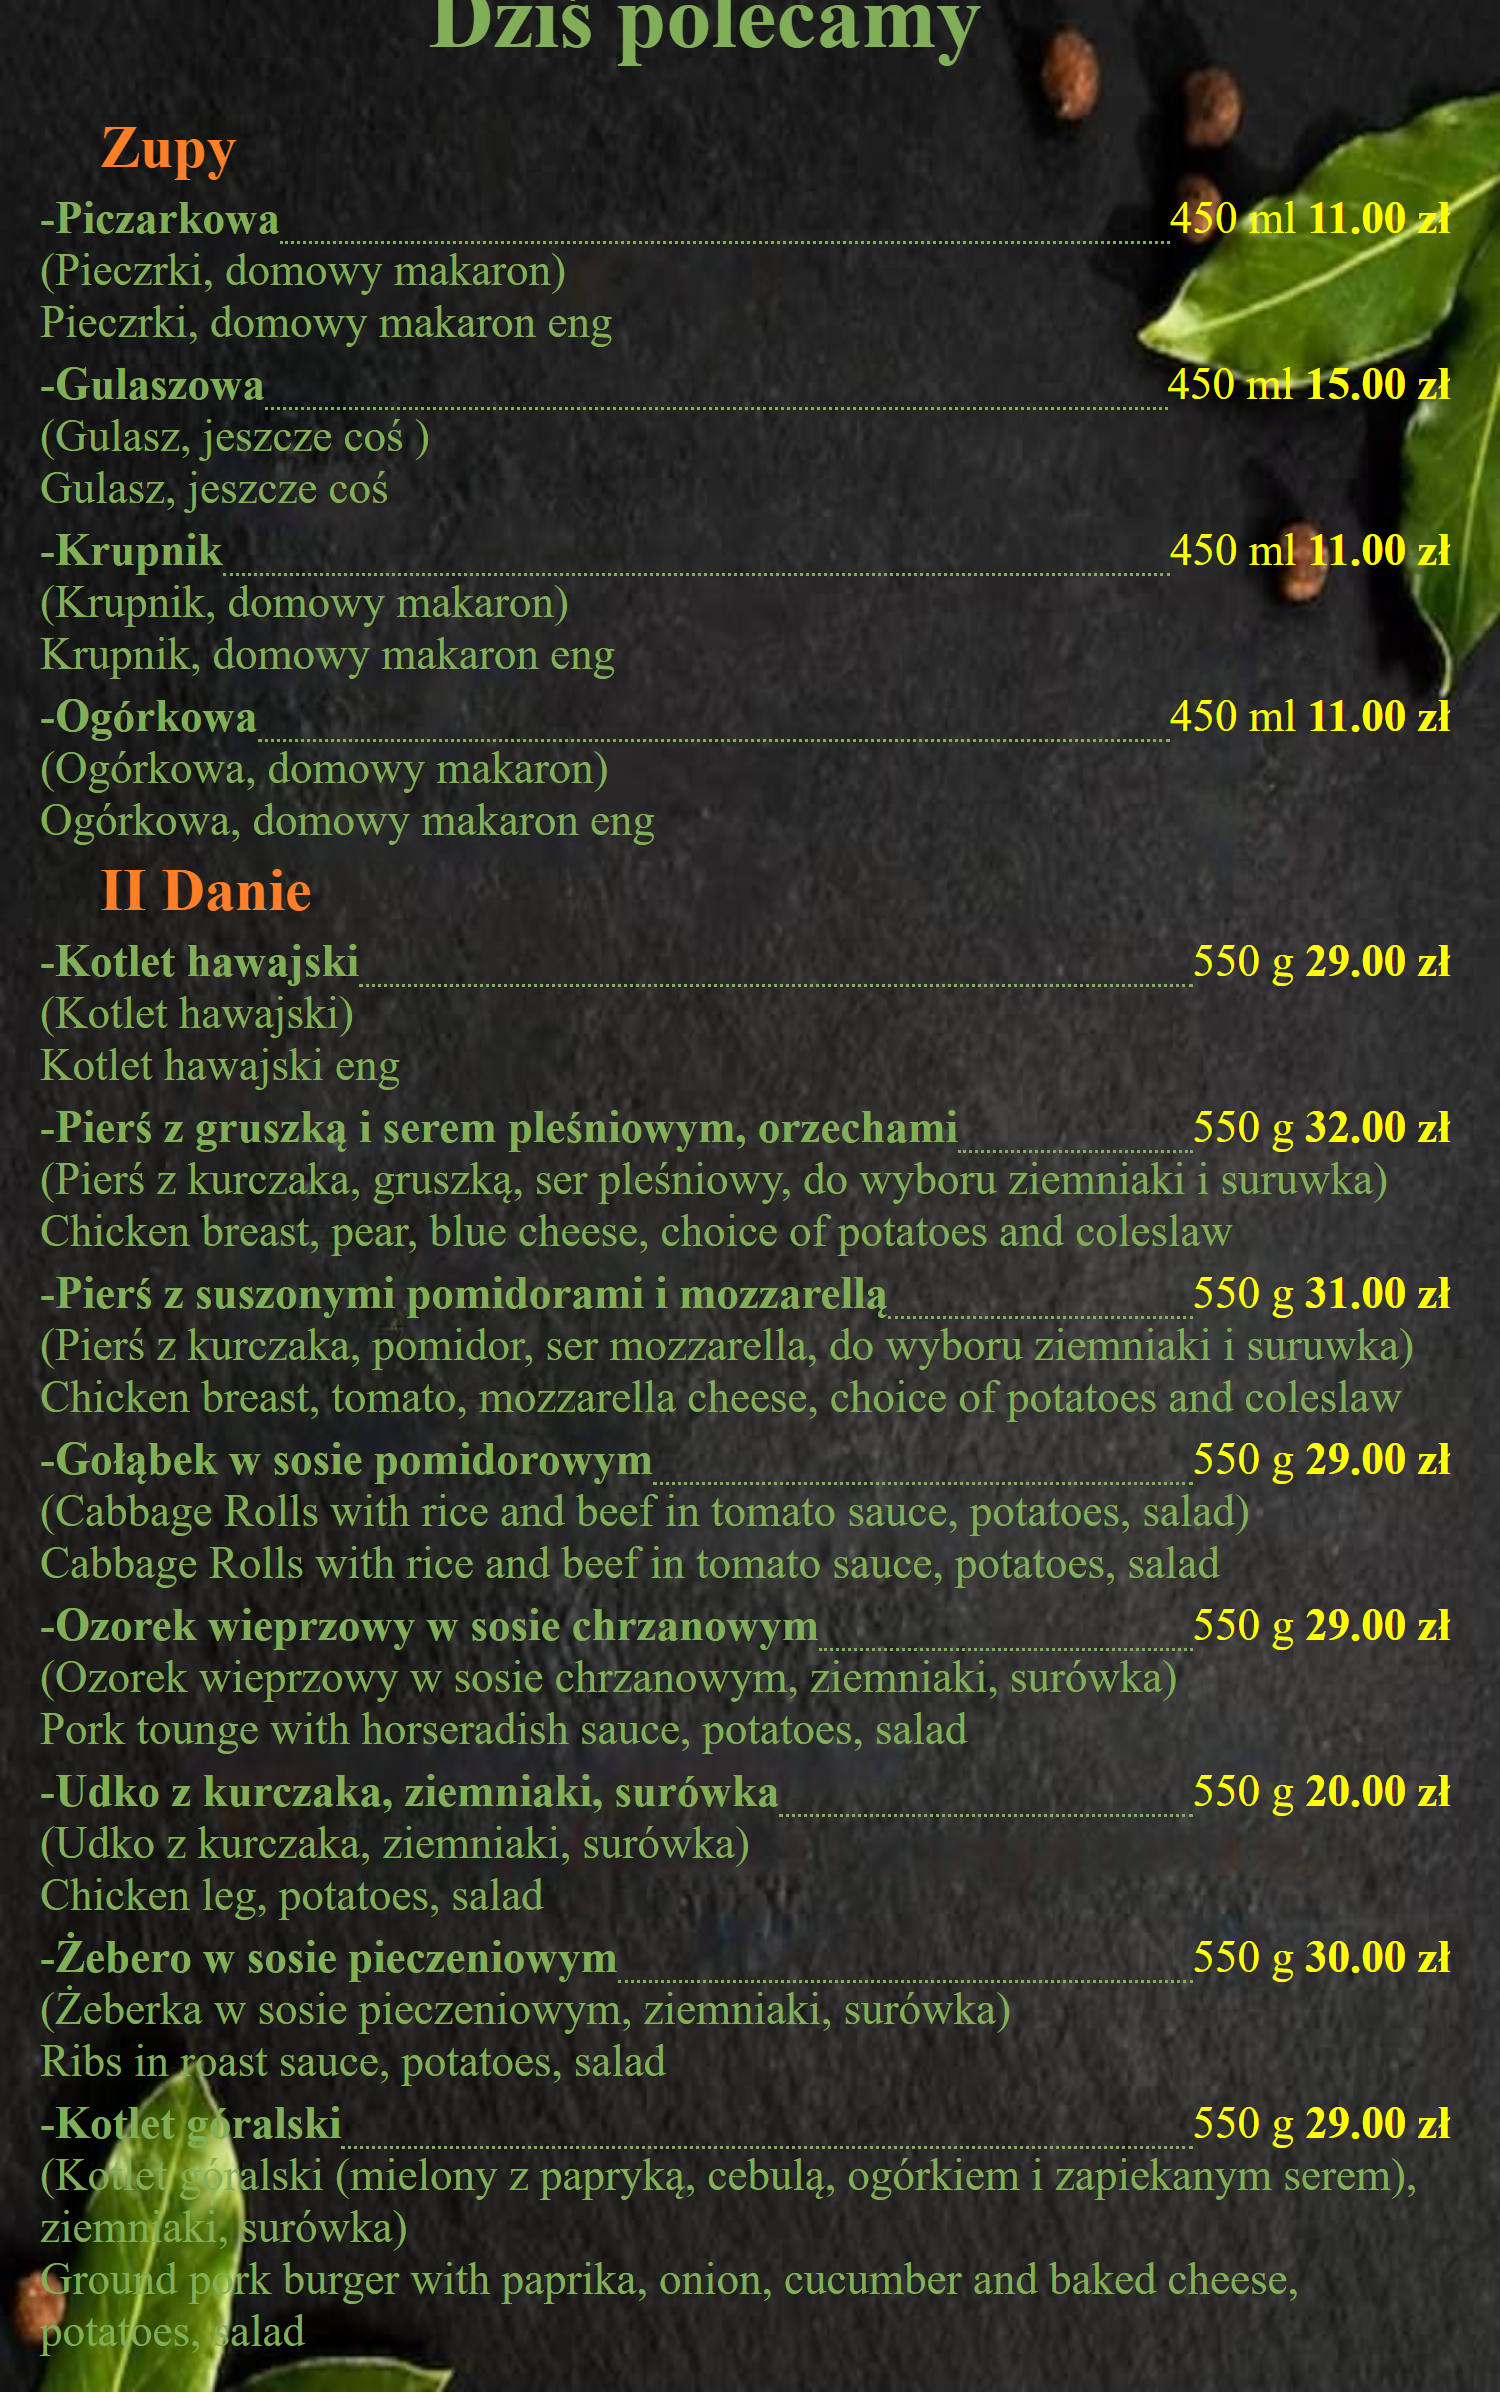 Dziś polecamy
Zupy
-Piczarkowa 450 ml 11.00 zł
(Pieczrki, domowy makaron)
Pieczrki, domowy makaron eng
-Gulaszowa 450 ml 15.00 zł
(Gulasz, jeszcze coś )
Gulasz, jeszcze coś
-Krupnik 450 ml 11.00 zł
(Krupnik, domowy makaron)
Krupnik, domowy makaron eng
-Ogórkowa 450 ml 11.00 zł
(Ogórkowa, domowy makaron)
Ogórkowa, domowy makaron eng
II Danie
-Kotlet hawajski 550 g 29.00 zł
(Kotlet hawajski)
Kotlet hawajski eng
-Pierś z gruszką i serem pleśniowym, orzechami 550 g 32.00 zł
(Pierś z kurczaka, gruszką, ser pleśniowy, do wyboru ziemniaki i suruwka)
Chicken breast, pear, blue cheese, choice of potatoes and coleslaw
-Pierś z suszonymi pomidorami i mozzarellą 550 g 31.00 zł
(Pierś z kurczaka, pomidor, ser mozzarella, do wyboru ziemniaki i suruwka)
Chicken breast, tomato, mozzarella cheese, choice of potatoes and coleslaw
-Gołąbek w sosie pomidorowym 550 g 29.00 zł
(Cabbage Rolls with rice and beef in tomato sauce, potatoes, salad)
Cabbage Rolls with rice and beef in tomato sauce, potatoes, salad
-Ozorek wieprzowy w sosie chrzanowym 550 g 29.00 zł
(Ozorek wieprzowy w sosie chrzanowym, ziemniaki, surówka)
Pork tounge with horseradish sauce, potatoes, salad
-Udko z kurczaka, ziemniaki, surówka 550 g 20.00 zł
(Udko z kurczaka, ziemniaki, surówka)
Chicken leg, potatoes, salad
-Żebero w sosie pieczeniowym 550 g 30.00 zł
(Żeberka w sosie pieczeniowym, ziemniaki, surówka)
Ribs in roast sauce, potatoes, salad
-Kotlet góralski 550 g 29.00 zł
(Kotlet góralski (mielony z papryką, cebulą, ogórkiem i zapiekanym serem),
ziemniaki, surówka)
Ground pork burger with paprika, onion, cucumber and baked cheese,
potatoes, salad